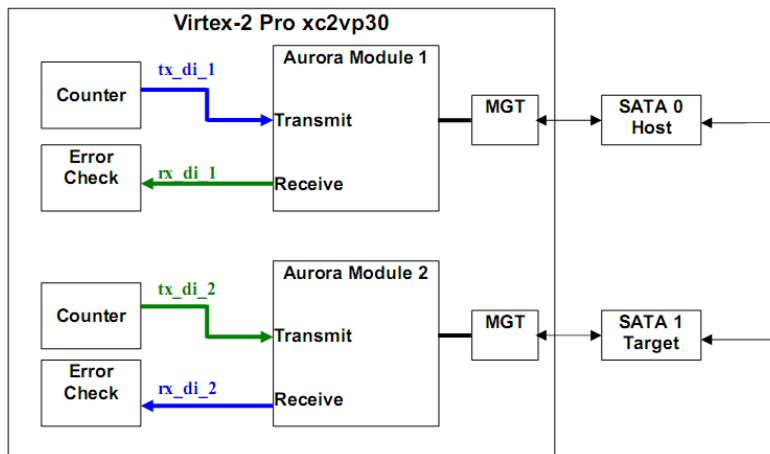 Virtex-2 Pro xc2vp30
Counter
tx_di_1
Aurora Module 1
Transmit
MGT
SATA 0
Host
Error
Check
rx_di_1
Receive
Counter
tx_di_2
Aurora Module 2
Transmit
MGT
SATA 1
Target
Error
Check
rx_di_2
Receive